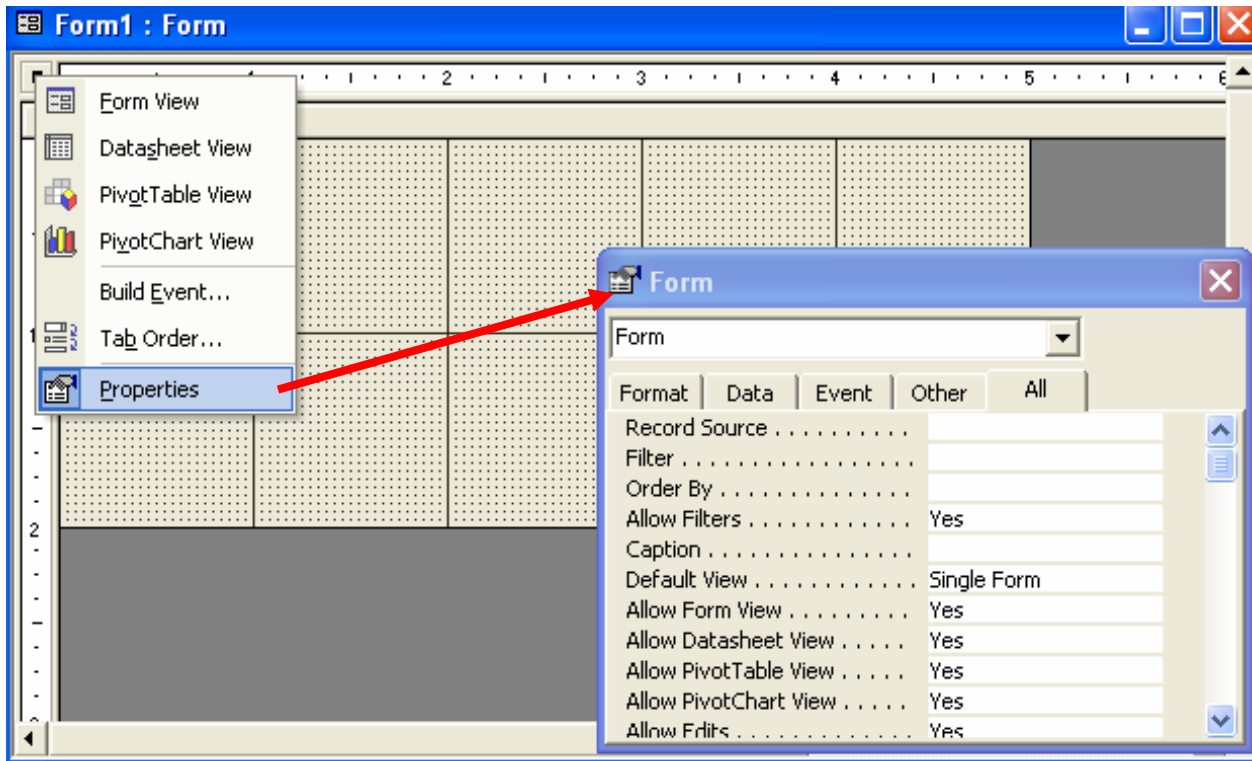 Form1 : Form
1 2 3 4 5 6
Form View
Datasheet View
PivotTable View
PivotChart View
Build Event...
Tab Order...
Properties
1
2
Form
Form
Format Data Event Other All
Record Source . . . . . . . . . .
Filter . . . . . . . . . . . . . . . . .
Order By . . . . . . . . . . . . . .
Allow Filters . . . . . . . . . . . . Yes
Caption . . . . . . . . . . . . . . .
Default View . . . . . . . . . . . . Single Form
Allow Form View . . . . . . . . . Yes
Allow Datasheet View . . . . . Yes
Allow PivotTable View . . . . . Yes
Allow PivotChart View . . . . . Yes
Allow Edits . . . . . . . . . . . . . Yes